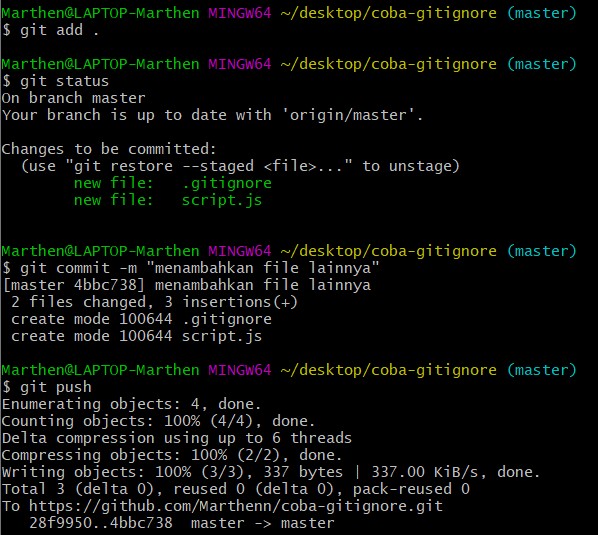 Marthen@LAPTOP-Marthen MINGW64 ~/desktop/coba-gitignore (master)
$ git add .
Marthen@LAPTOP-Marthen MINGW64 ~/desktop/coba-gitignore (master)
$ git status
On branch master
Your branch is up to date with 'origin/master'.
Changes to be committed:
  (use "git restore --staged <file>..." to unstage)
        new file:   .gitignore
        new file:   script.js
Marthen@LAPTOP-Marthen MINGW64 ~/desktop/coba-gitignore (master)
$ git commit -m "menambahkan file lainnya"
[master 4bbc738] menambahkan file lainnya
 2 files changed, 3 insertions(+)
 create mode 100644 .gitignore
 create mode 100644 script.js
Marthen@LAPTOP-Marthen MINGW64 ~/desktop/coba-gitignore (master)
$ git push
Enumerating objects: 4, done.
Counting objects: 100% (4/4), done.
Delta compression using up to 6 threads
Compressing objects: 100% (2/2), done.
Writing objects: 100% (3/3), 337 bytes | 337.00 KiB/s, done.
Total 3 (delta 0), reused 0 (delta 0), pack-reused 0
To https://github.com/Marthenn/coba-gitignore.git
   28f9950..4bbc738  master -> master